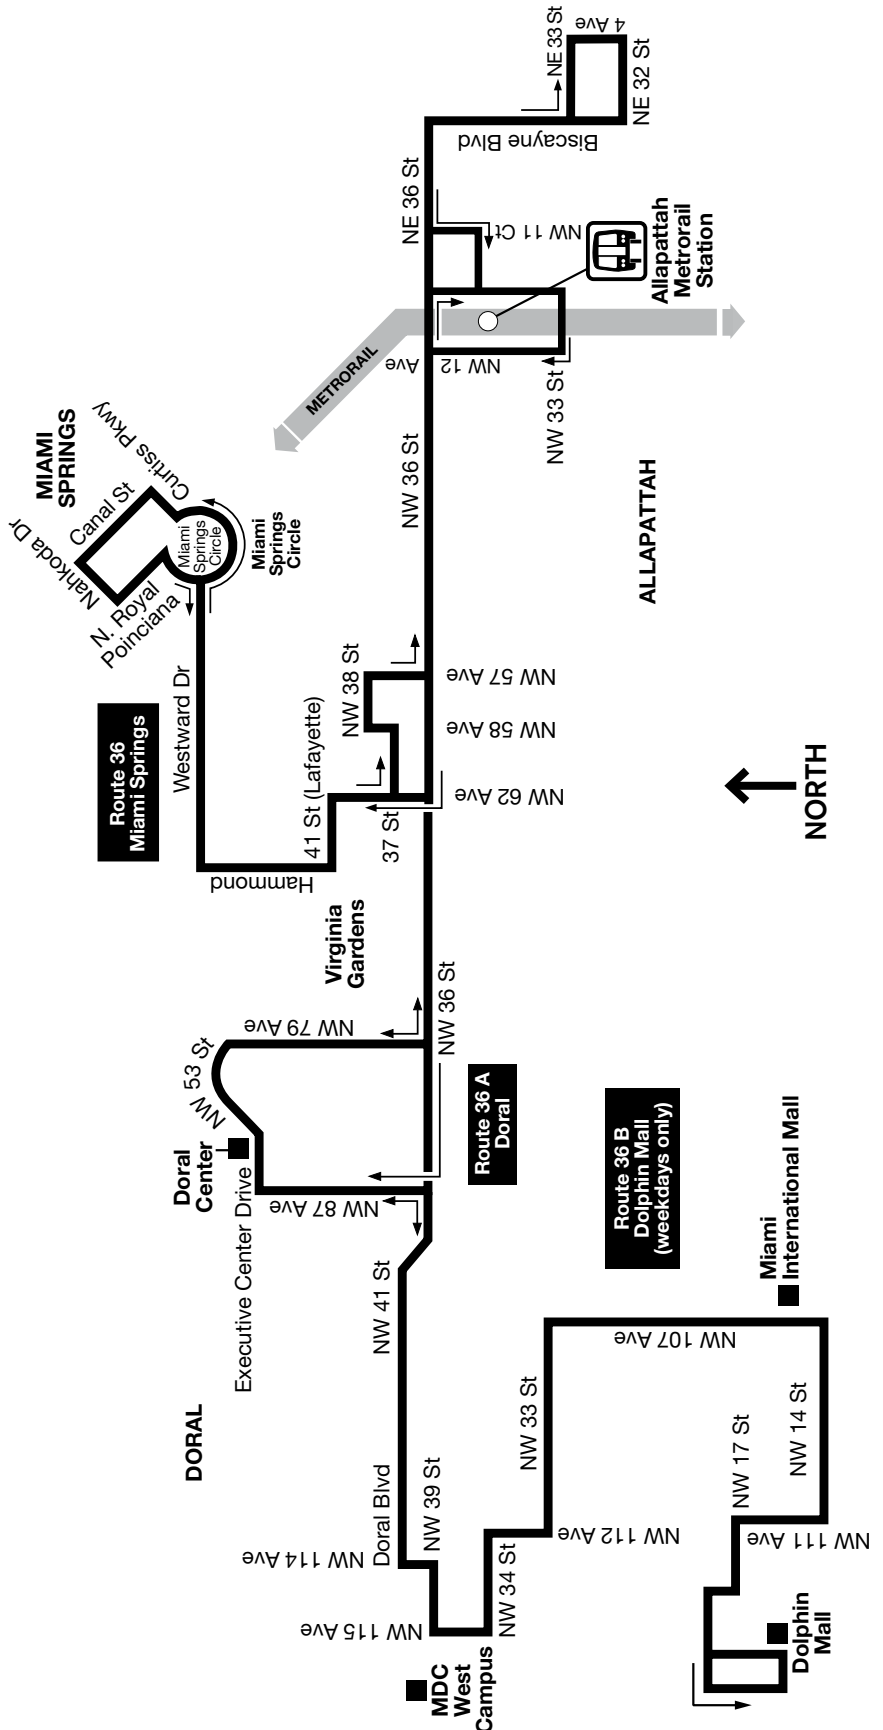 NE 33 St
4 Ave
NE 32 St
Biscayne Blvd
NE 36 St
NW 11 Ct
Allapattah
Metrorail
Station
METRORAIL
NW 12
Ave
NW 33 St
NW 36 St
ALLAPATTAH
MIAMI
SPRINGS
Curtiss Pkwy
Canal St
Nahkoda Dr
N. Royal
Poinciana
Miami
Springs
Circle
Miami
Springs
Circle
Westward Dr
Route 36
Miami Springs
NW 38 St
NW 57 Ave
NW 58 Ave
NW 62 Ave
41 St (Lafayette)
37 St
Hammond
Virginia
Gardens
NORTH
NW 36 St
NW 79 Ave
NW 53 St
Doral
Center
Executive Center Drive
NW 87 Ave
Route 36 A
Doral
Route 36 B
Dolphin Mall
(weekdays only)
Miami
International Mall
NW 41 St
DORAL
Doral Blvd
NW 39 St
NW 114 Ave
NW 115 Ave
NW 34 St
NW 112 Ave
NW 33 St
NW 107 Ave
NW 14 St
NW 17 St
NW 111 Ave
MDC
West
Campus
Dolphin
Mall